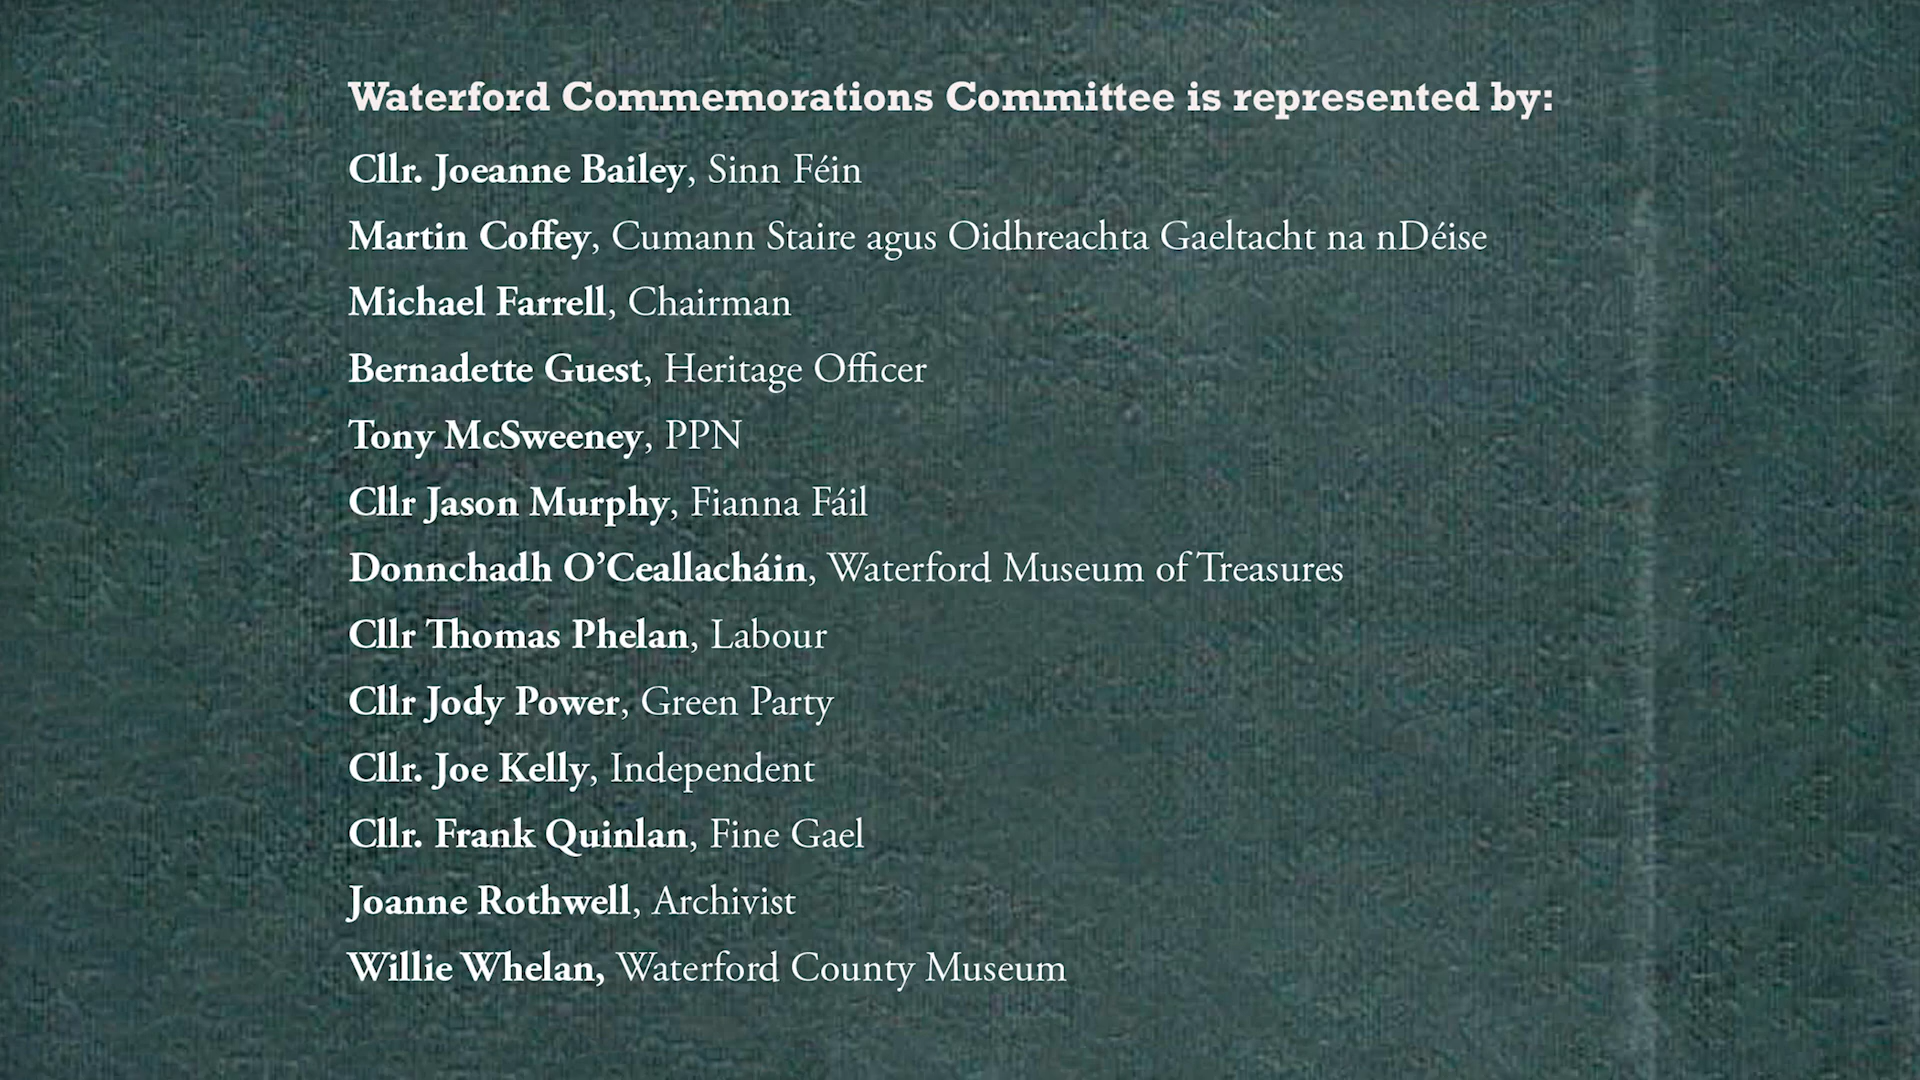 Waterford Commemorations Committee is represented by:
Cllr. Joeanne Bailey, Sinn Féin
Martin Coffey, Cumann Staire agus Oidhreachta Gaeltacht na nDéise
Michael Farrell, Chairman
Bernadette Guest, Heritage Officer
Tony McSweeney, PPN
Cllr Jason Murphy, Fianna Fáil
Donnchadh O’Ceallacháin, Waterford Museum of Treasures
Cllr Thomas Phelan, Labour
Cllr Jody Power, Green Party
Cllr. Joe Kelly, Independent
Cllr. Frank Quinlan, Fine Gael
Joanne Rothwell, Archivist
Willie Whelan, Waterford County Museum